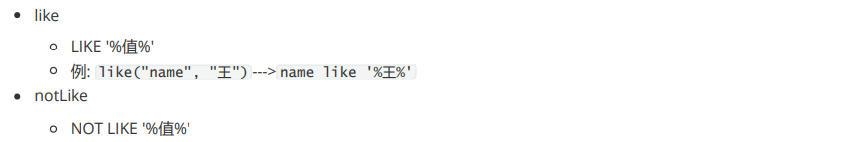 like
LIKE '%值%'
例: like("name", "王") ---> name like '%王%'
notLike
NOT LIKE '%值%'